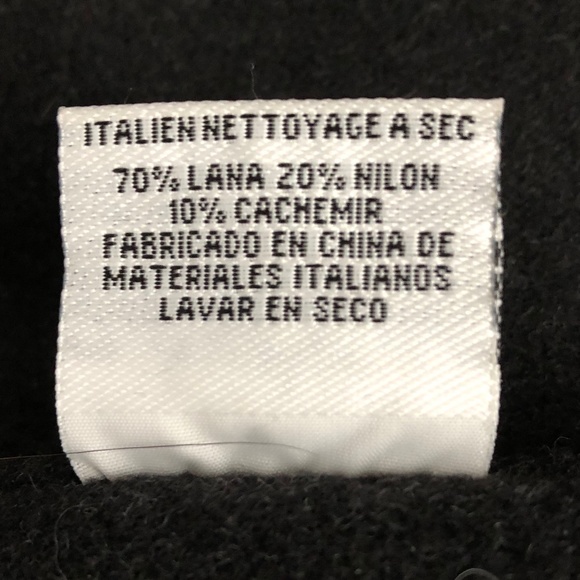 ITALIEN NETTOYAGE A SEC
70% LANA 20% NILON
10% CACHEMIR
FABRICADO EN CHINA DE
MATERIALES ITALIANOS
LAVAR EN SECO